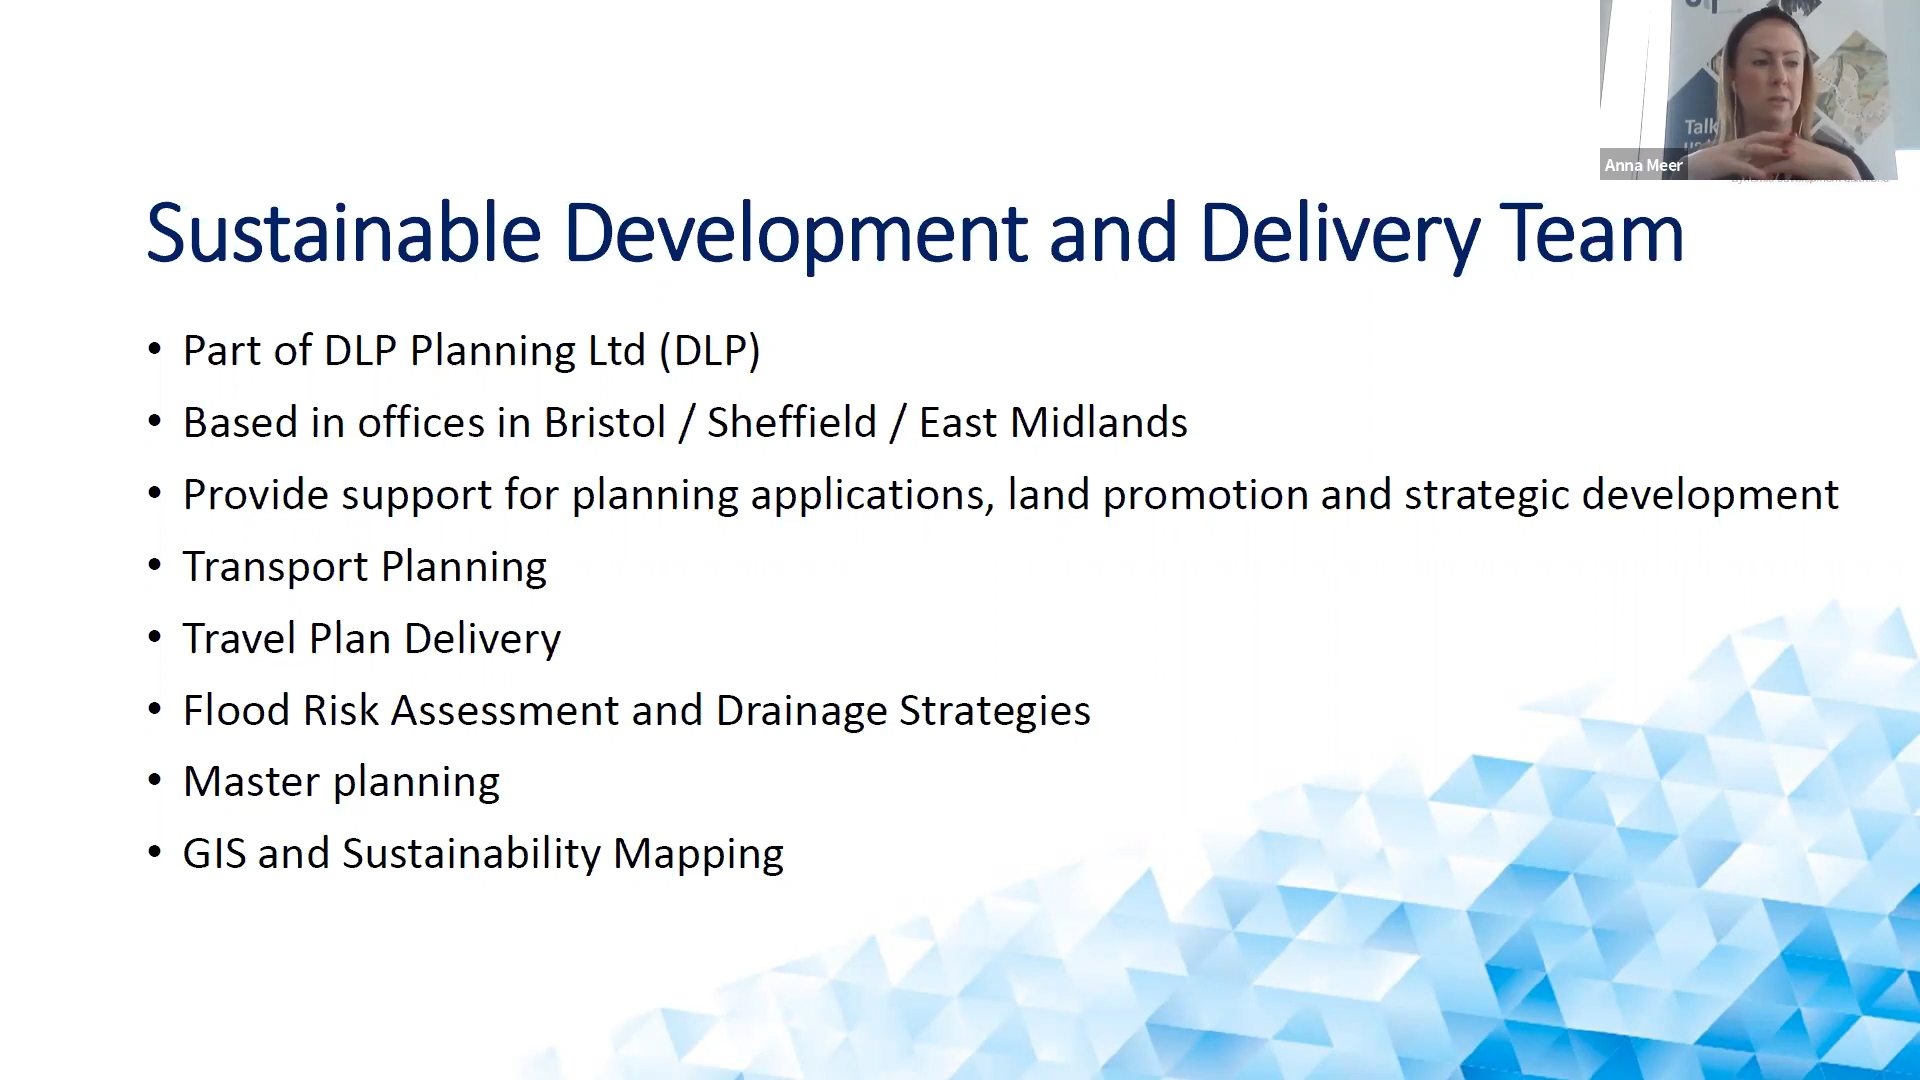 Talk
Anna Meer
Sustainable Development and Delivery Team
• Part of DLP Planning Ltd (DLP)
• Based in offices in Bristol / Sheffield / East Midlands
• Provide support for planning applications, land promotion and strategic development
• Transport Planning
• Travel Plan Delivery
• Flood Risk Assessment and Drainage Strategies
• Master planning
• GIS and Sustainability Mapping